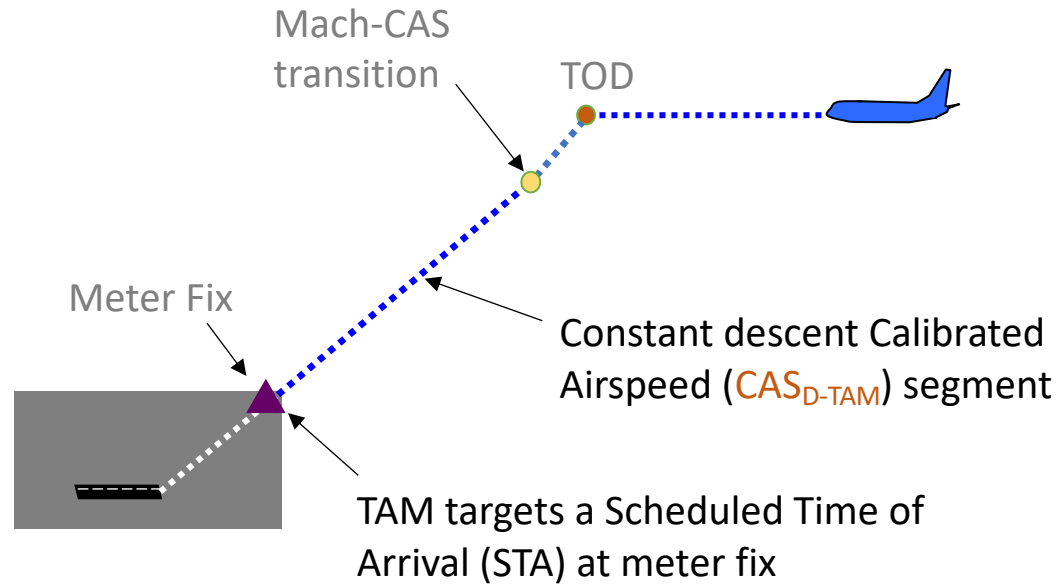 Mach-CAS
transition
TOD
Meter Fix
Constant descent Calibrated
Airspeed (CASD-TAM) segment
TAM targets a Scheduled Time of
Arrival (STA) at meter fix